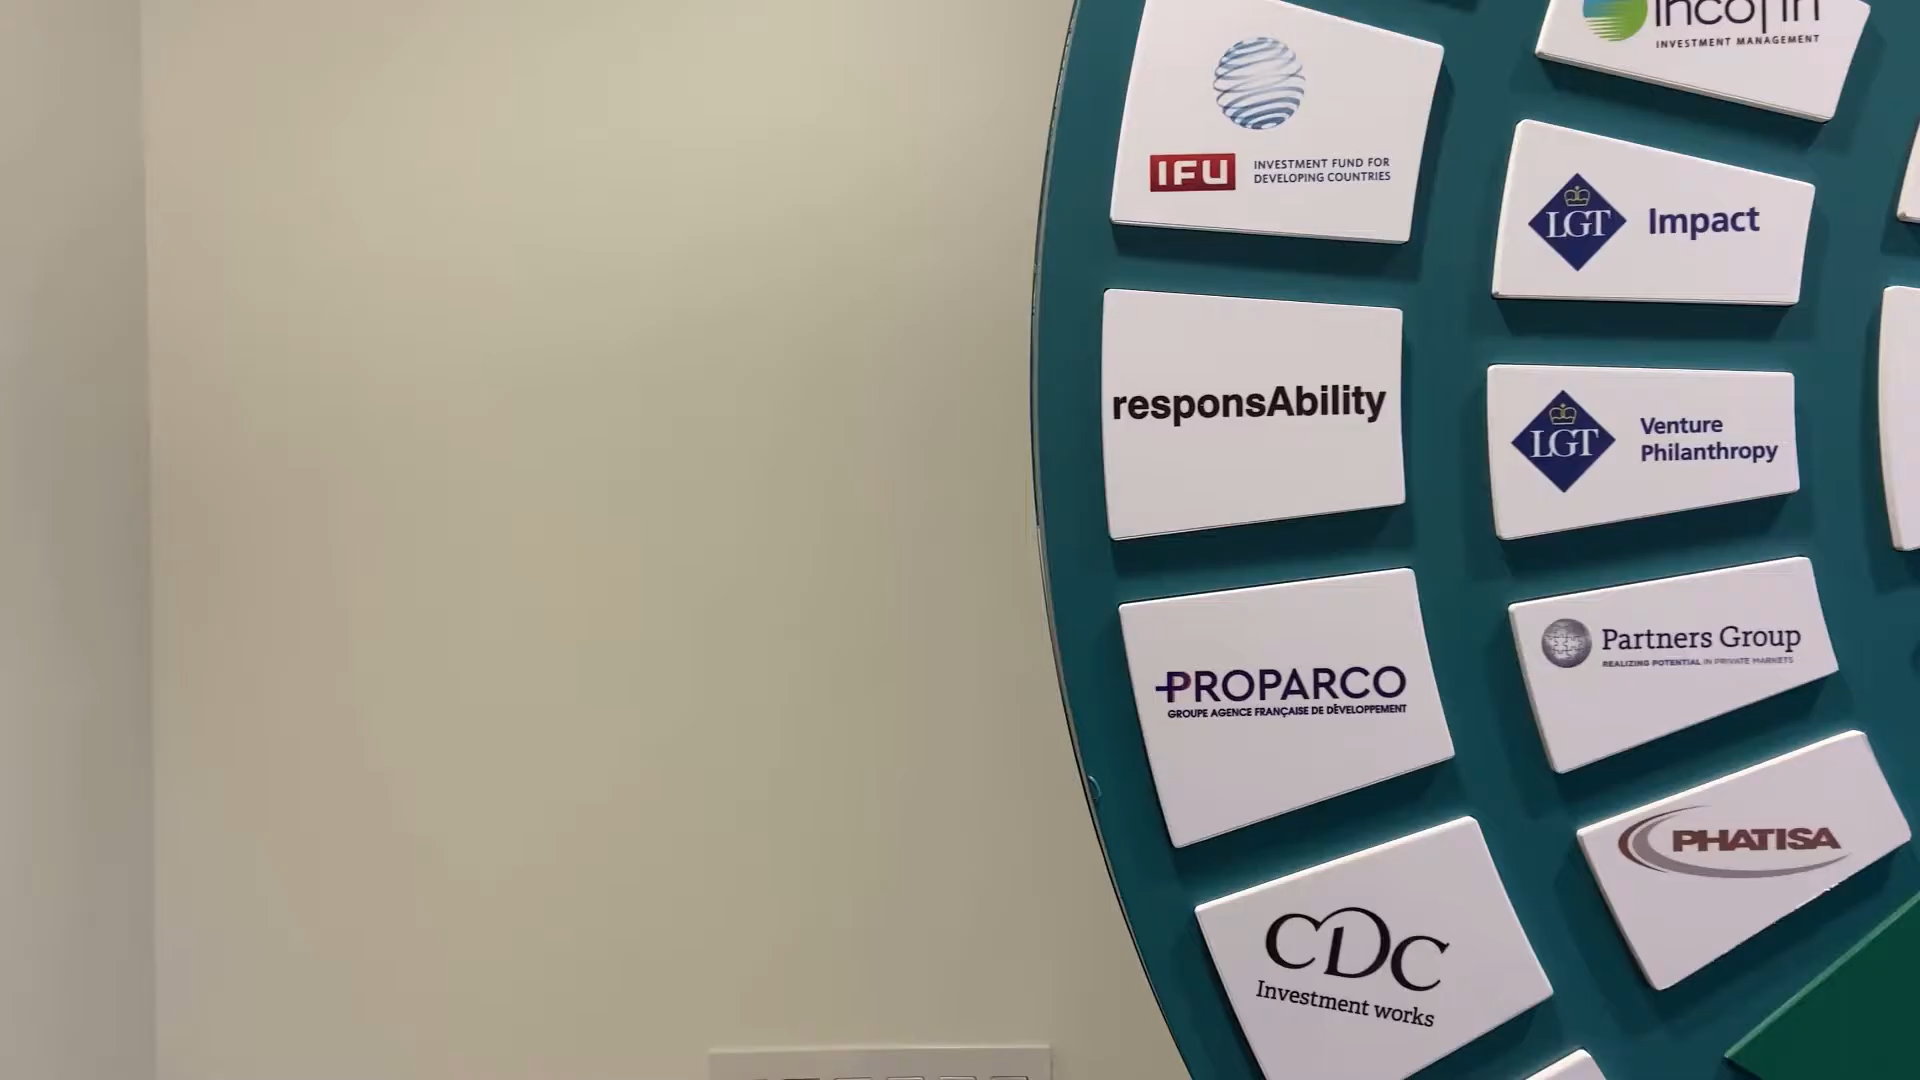 incofin
INVESTMENT MANAGEMENT
IFU
INVESTMENT FUND FOR
DEVELOPING COUNTRIES
LGT
Impact
responsAbility
LGT
Venture
Philanthropy
PROPARCO
GROUPE AGENCE FRANÇAISE DE DÉVELOPPEMENT
Partners Group
REALIZING POTENTIAL IN PRIVATE MARKETS
PHATISA
CDC
Investment works